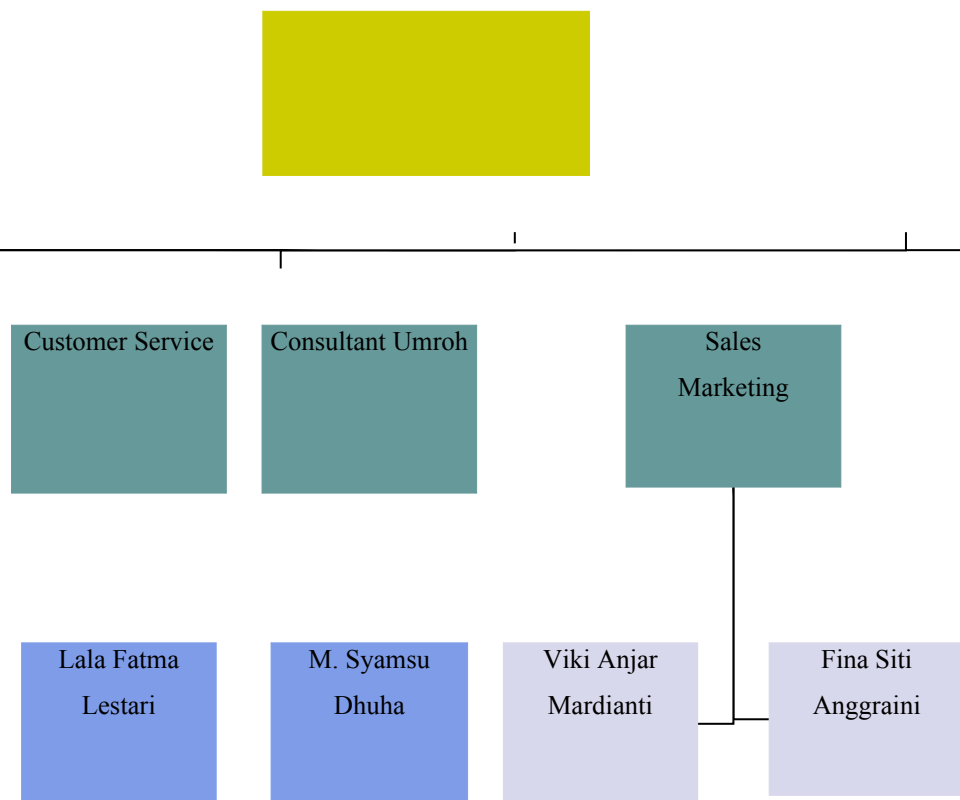 Customer Service
Consultant Umroh
Sales
Marketing
Lala Fatma
Lestari
M. Syamsu
Dhuha
Viki Anjar
Mardianti
Fina Siti
Anggraini